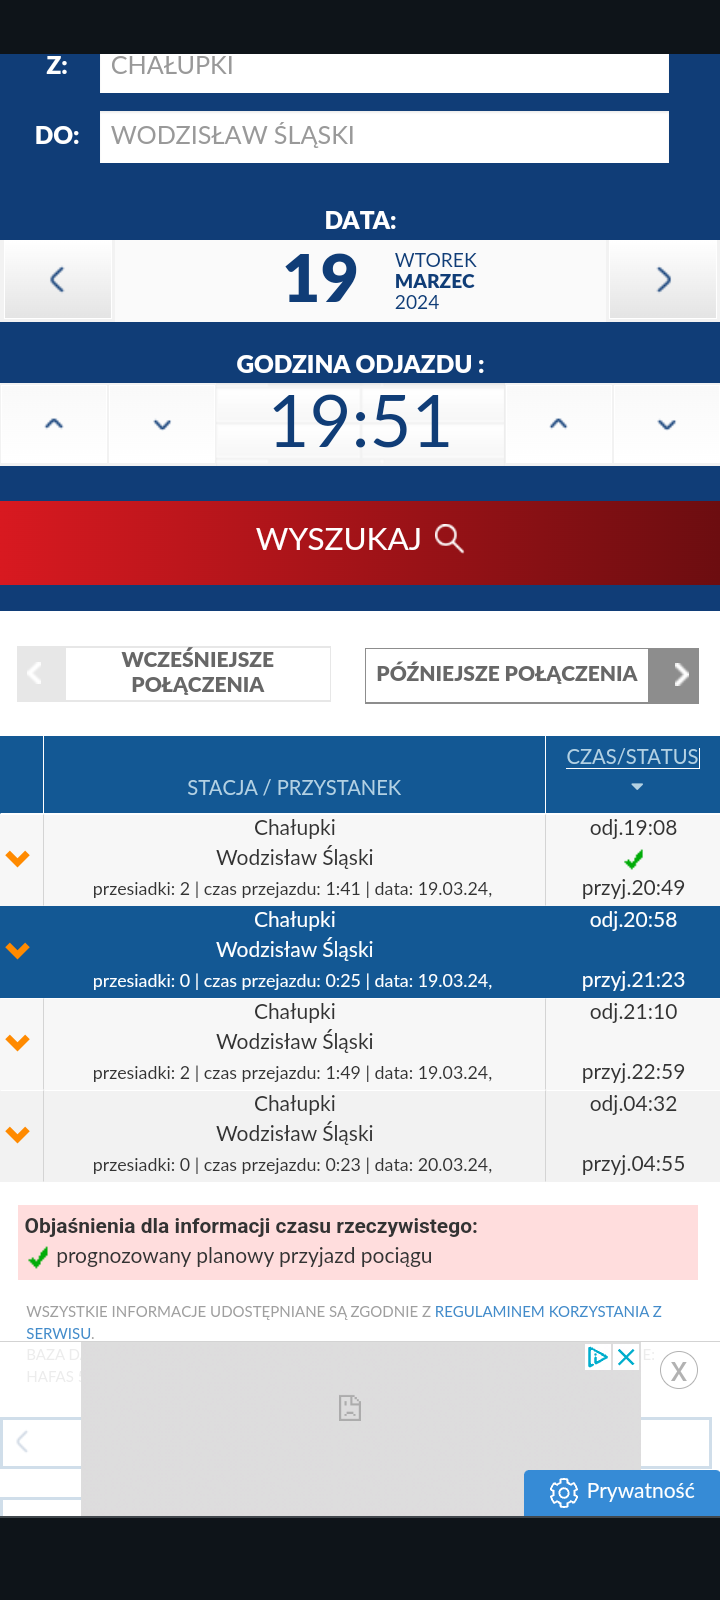 Z:
CHAŁUPKI
DO:
WODZISŁAW ŚLĄSKI
DATA:
19
WTOREK
MARZEC
2024
GODZINA ODJAZDU :
19:51
WYSZUKAJ
WCZEŚNIEJSZE
POŁĄCZENIA
PÓŹNIEJSZE POŁĄCZENIA
STACJA / PRZYSTANEK
CZAS/STATUS
Chałupki
odj.19:08
Wodzisław Śląski
przesiadki: 2 | czas przejazdu: 1:41 | data: 19.03.24,
przyj.20:49
Chałupki
odj.20:58
Wodzisław Śląski
przesiadki: 0 | czas przejazdu: 0:25 | data: 19.03.24,
przyj.21:23
Chałupki
odj.21:10
Wodzisław Śląski
przesiadki: 2 | czas przejazdu: 1:49 | data: 19.03.24,
przyj.22:59
Chałupki
odj.04:32
Wodzisław Śląski
przesiadki: 0 | czas przejazdu: 0:23 | data: 20.03.24,
przyj.04:55
Objaśnienia dla informacji czasu rzeczywistego:
prognozowany planowy przyjazd pociągu
WSZYSTKIE INFORMACJE UDOSTĘPNIANE SĄ ZGODNIE Z REGULAMINEM KORZYSTANIA Z
SERWISU.
BAZA
HAFAS
X
Prywatność